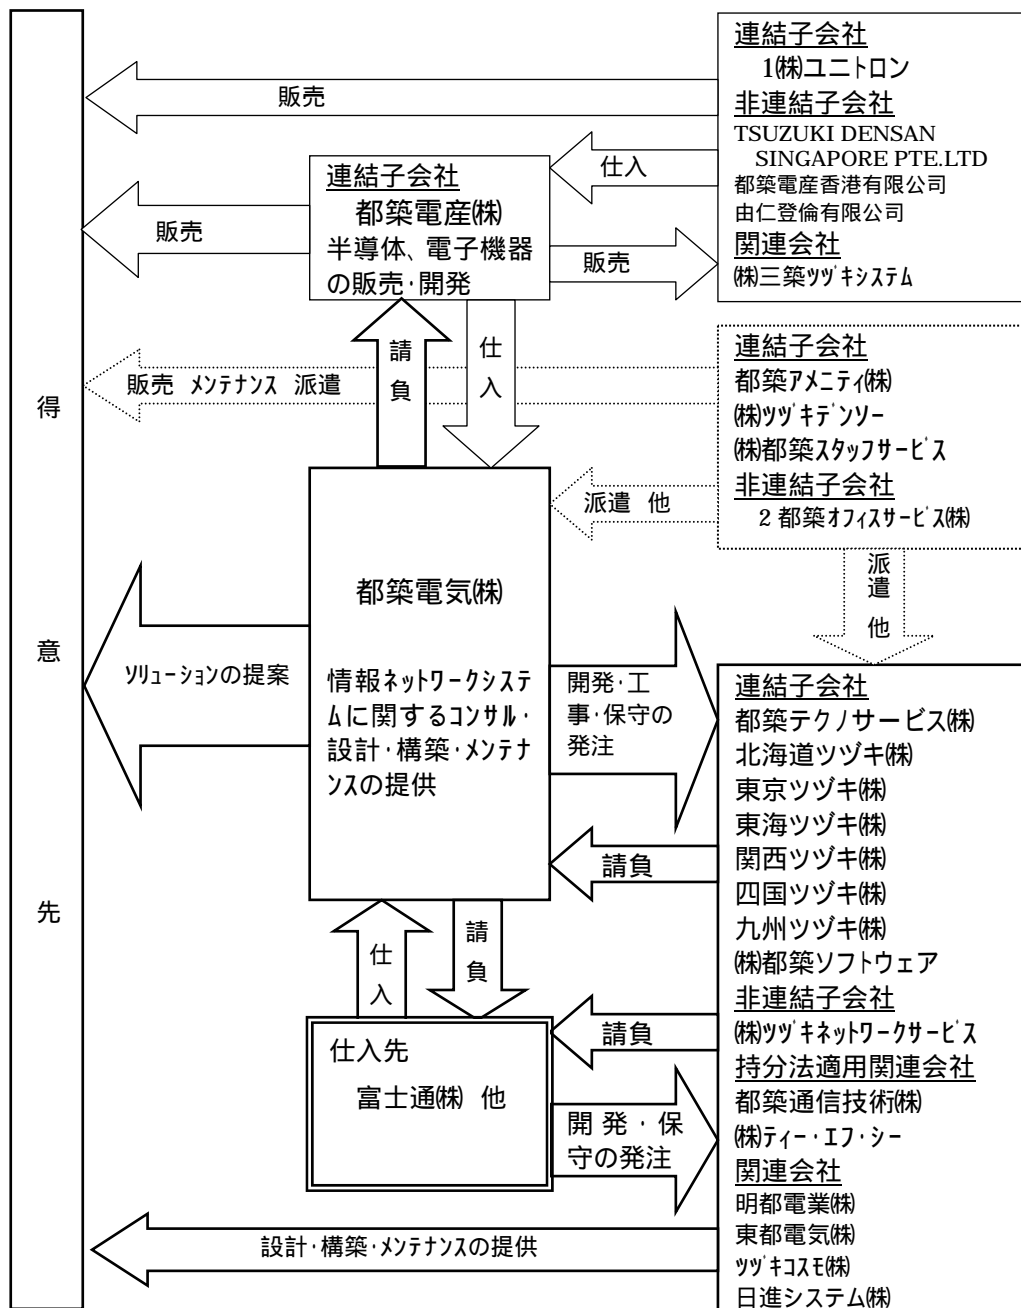 得
意
先
連結子会社
1㈱ユニトロン
非連結子会社
TSUZUKI DENSAN
SINGAPORE PTE.LTD
都築電産香港有限公司
由仁登倫有限公司
関連会社
㈱三築ﾂﾂﾞｷシステム
販売
仕入
連結子会社
都築電産㈱
半導体、電子機器
の販売・開発
販売
販売
請
負
仕
入
連結子会社
都築アメニティ㈱
㈱ツツﾞキテﾞンソー
㈱都築スタッフサーヒﾞス
非連結子会社
2 都築オフィスサーヒﾞス㈱
販売 メンテナンス 派遣
派遣 他
派
遣
他
都築電気㈱
情報ネットワークシステ
ムに関するコンサル・
設計・構築・メンテナ
ンスの提供
ソリューションの提案
開発・工
事・保守の
発注
請負
仕
入
請
負
仕入先
富士通㈱ 他
請負
開発・保
守の発注
連結子会社
都築テクノサービス㈱
北海道ツヅキ㈱
東京ツヅキ㈱
東海ツヅキ㈱
関西ツヅキ㈱
四国ツヅキ㈱
九州ツヅキ㈱
㈱都築ソフトウェア
非連結子会社
㈱ツツﾞキネットワークサーヒﾞス
持分法適用関連会社
都築通信技術㈱
㈱ティー・エフ・シー
関連会社
明都電業㈱
東都電気㈱
ツツﾞキコスモ㈱
日進システム㈱
設計・構築・メンテナンスの提供